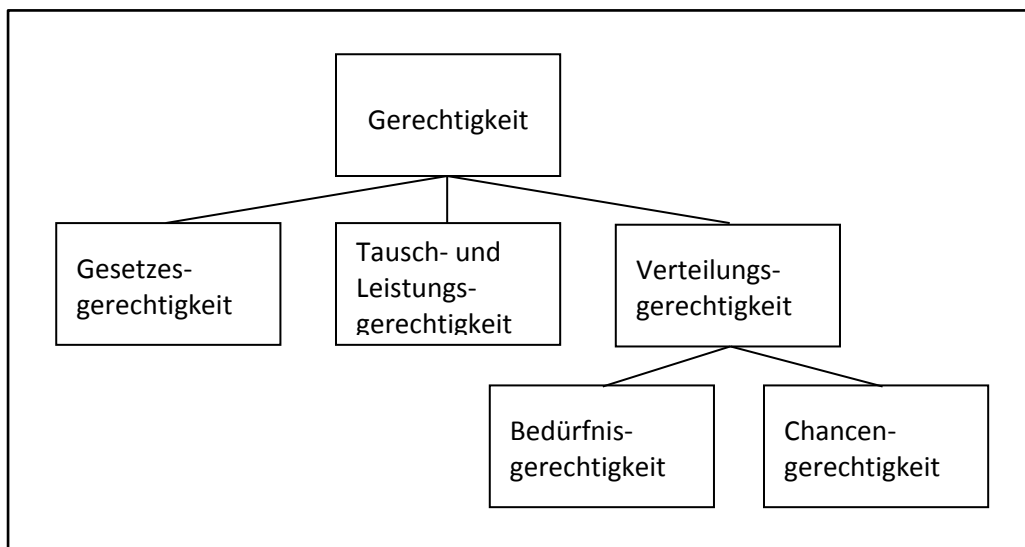 Gerechtigkeit
Gesetzes-
gerechtigkeit
Tausch- und
Leistungs-
gerechtigkeit
Verteilungs-
gerechtigkeit
Bedürfnis-
gerechtigkeit
Chancen-
gerechtigkeit